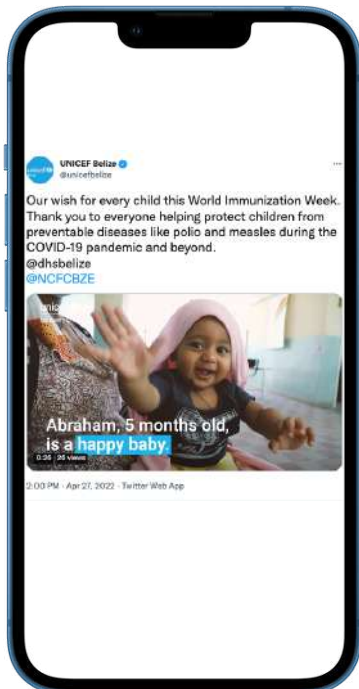 UNICEF Belize
@unicefbelize
Our wish for every child this World Immunization Week.
Thank you to everyone helping protect children from
preventable diseases like polio and measles during the
COVID-19 pandemic and beyond.
@dhsbelize
@NCFCBZE
unic
Abraham, 5 months old,
is a happy baby.
0:26 26 views
2:00 PM · Apr 27, 2022 · Twitter Web App